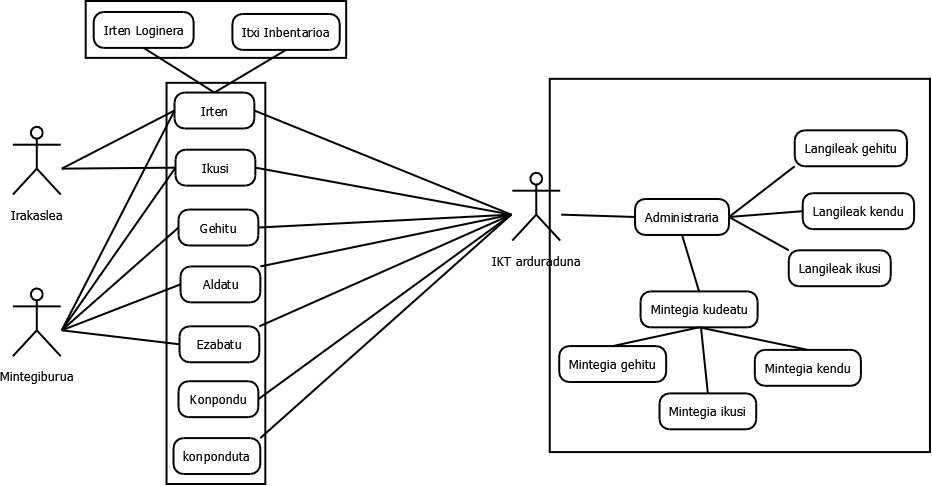 Irten Loginera
Itxi Inbentarioa
Irten
Ikusi
Gehitu
Aldatu
Ezabatu
Konpondu
konponduta
Irakaslea
Mintegiburua
IKT arduraduna
Administraria
Langileak gehitu
Langileak kendu
Langileak ikusi
Mintegia kudeatu
Mintegia gehitu
Mintegia kendu
Mintegia ikusi